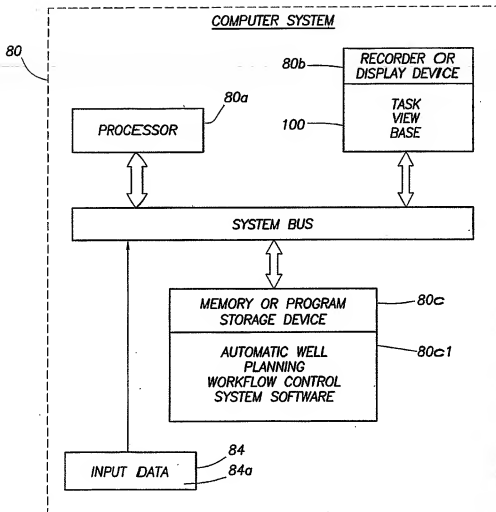 COMPUTER SYSTEM
80
80a
PROCESSOR
80b
RECORDER OR
DISPLAY DEVICE
100
TASK
VIEW
BASE
SYSTEM BUS
MEMORY OR PROGRAM
STORAGE DEVICE
80c
AUTOMATIC WELL
PLANNING
WORKFLOW CONTROL
SYSTEM SOFTWARE
80c1
INPUT DATA
84
84a